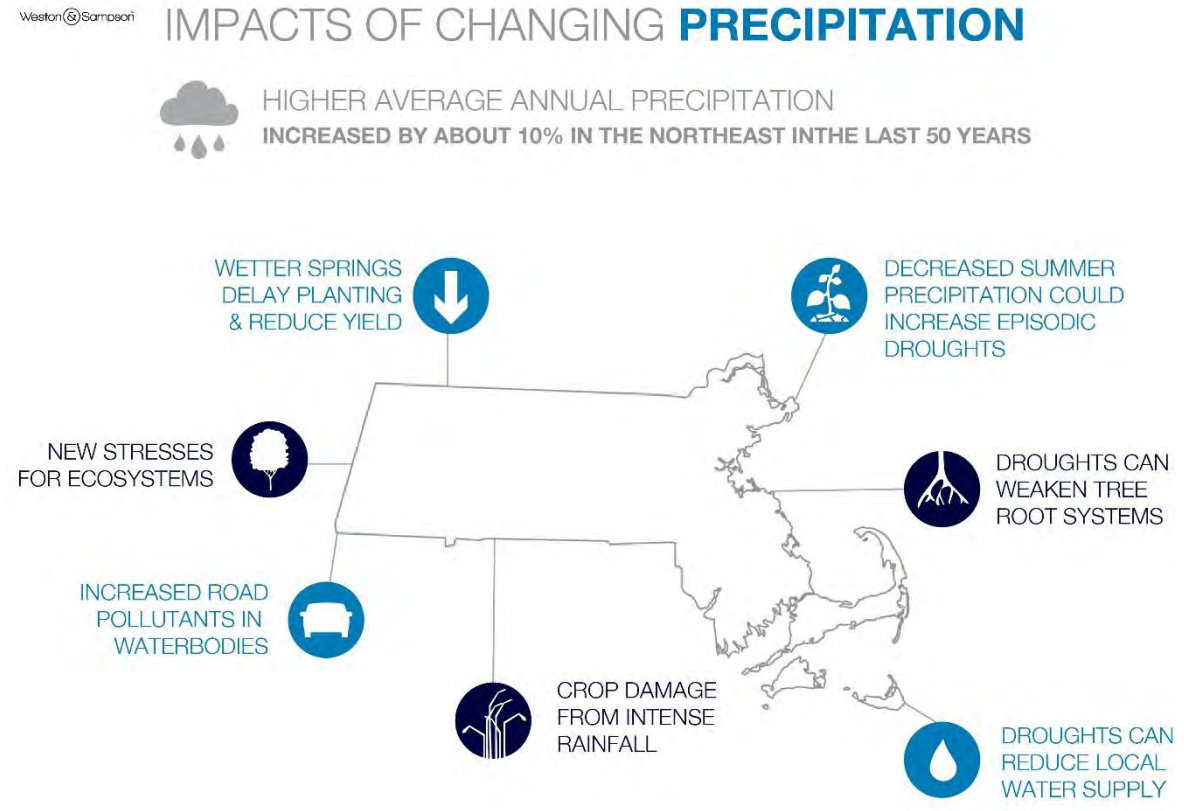 Weston & Sampson
IMPACTS OF CHANGING PRECIPITATION
HIGHER AVERAGE ANNUAL PRECIPITATION
INCREASED BY ABOUT 10% IN THE NORTHEAST INTHE LAST 50 YEARS
WETTER SPRINGS
DELAY PLANTING
& REDUCE YIELD
DECREASED SUMMER
PRECIPITATION COULD
INCREASE EPISODIC
DROUGHTS
NEW STRESSES
FOR ECOSYSTEMS
DROUGHTS CAN
WEAKEN TREE
ROOT SYSTEMS
INCREASED ROAD
POLLUTANTS IN
WATERBODIES
CROP DAMAGE
FROM INTENSE
RAINFALL
DROUGHTS CAN
REDUCE LOCAL
WATER SUPPLY